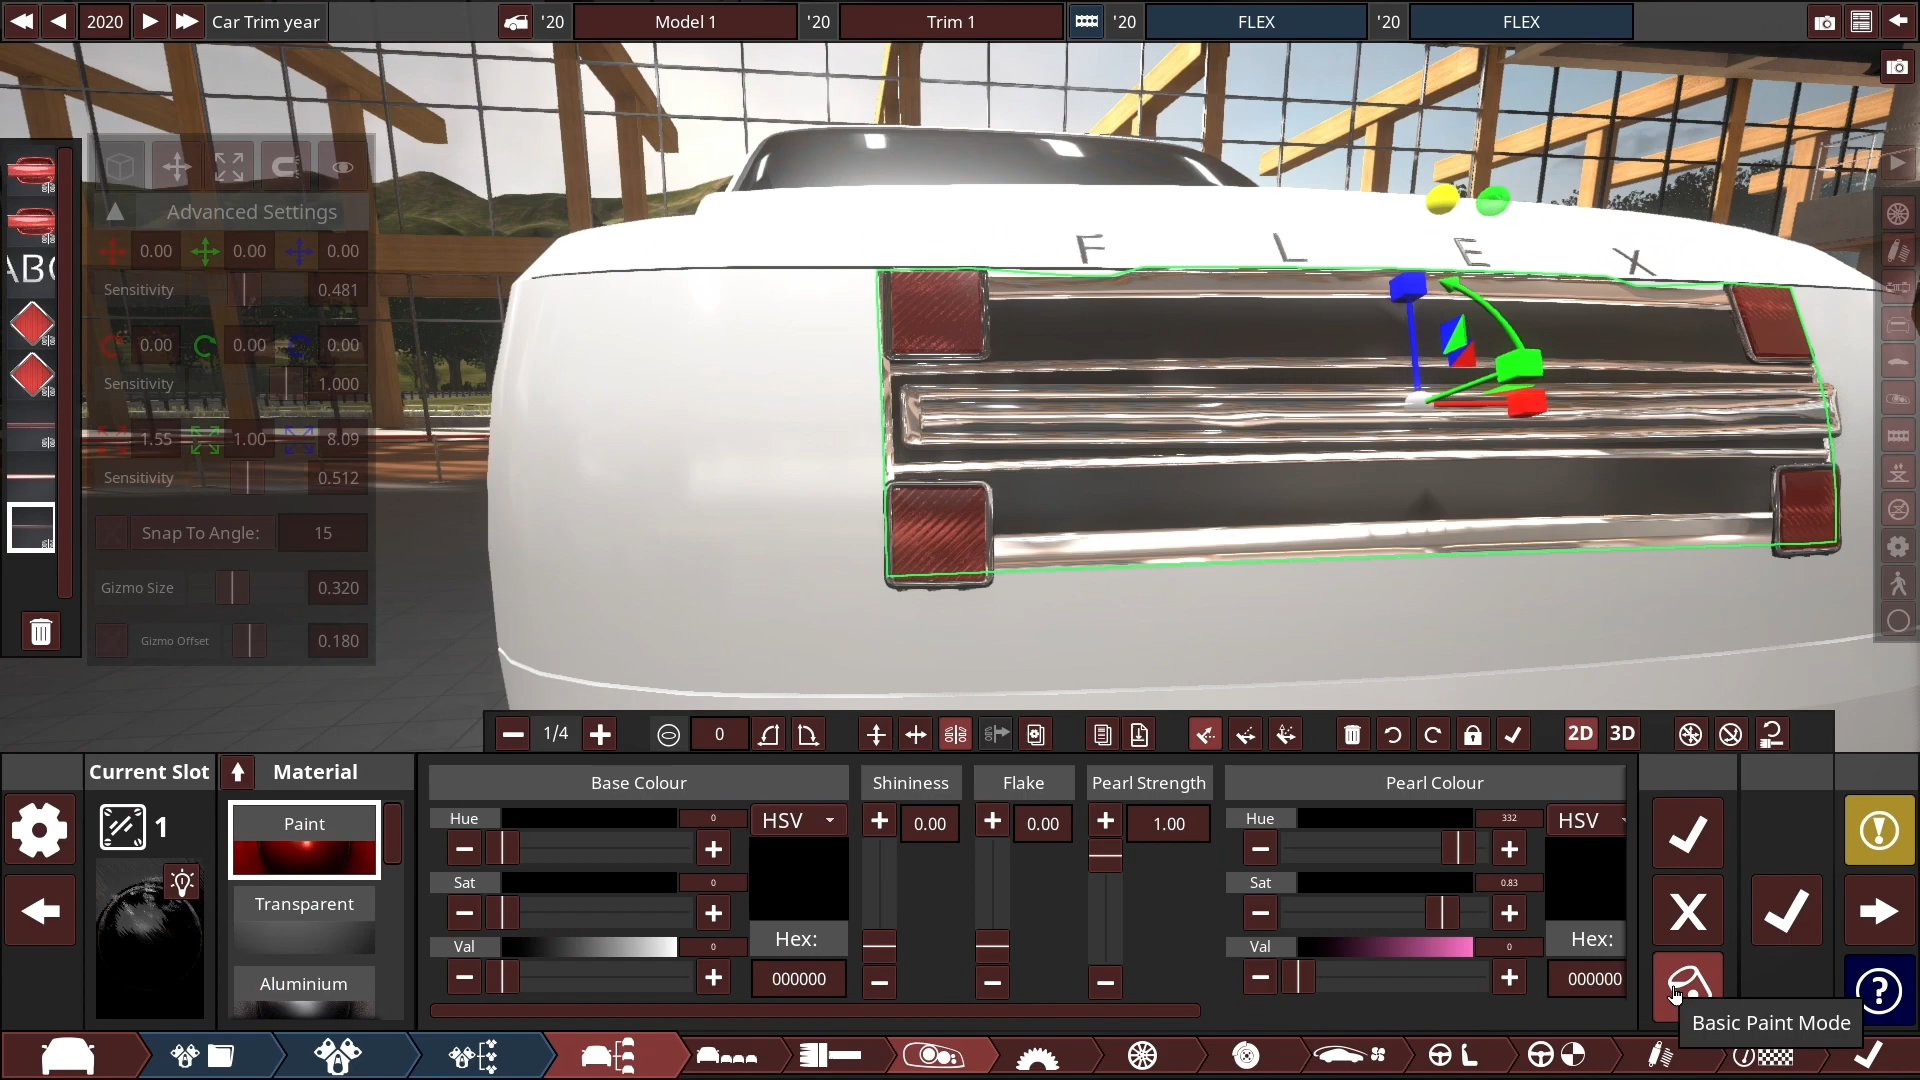 2020 Car Trim year '20 Model 1 '20 Trim 1 '20 FLEX '20 FLEX
Advanced Settings
0.00 0.00 0.00
Sensitivity 0.481
0.00 0.00 0.00
Sensitivity 1.000
1.55 1.00 8.09
Sensitivity 0.512
Snap To Angle: 15
Gizmo Size 0.320
Gizmo Offset 0.180
ABC
F L E X
1/4 0 2D 3D
Current Slot Material
1
Paint
Transparent
Aluminium
Base Colour Shininess Flake Pearl Strength Pearl Colour
Hue 0 HSV 0.00 0.00 1.00 Hue 332 HSV
Sat 0 Sat 0.83
Val 0 Hex: Val 0 Hex:
000000 000000
Basic Paint Mode